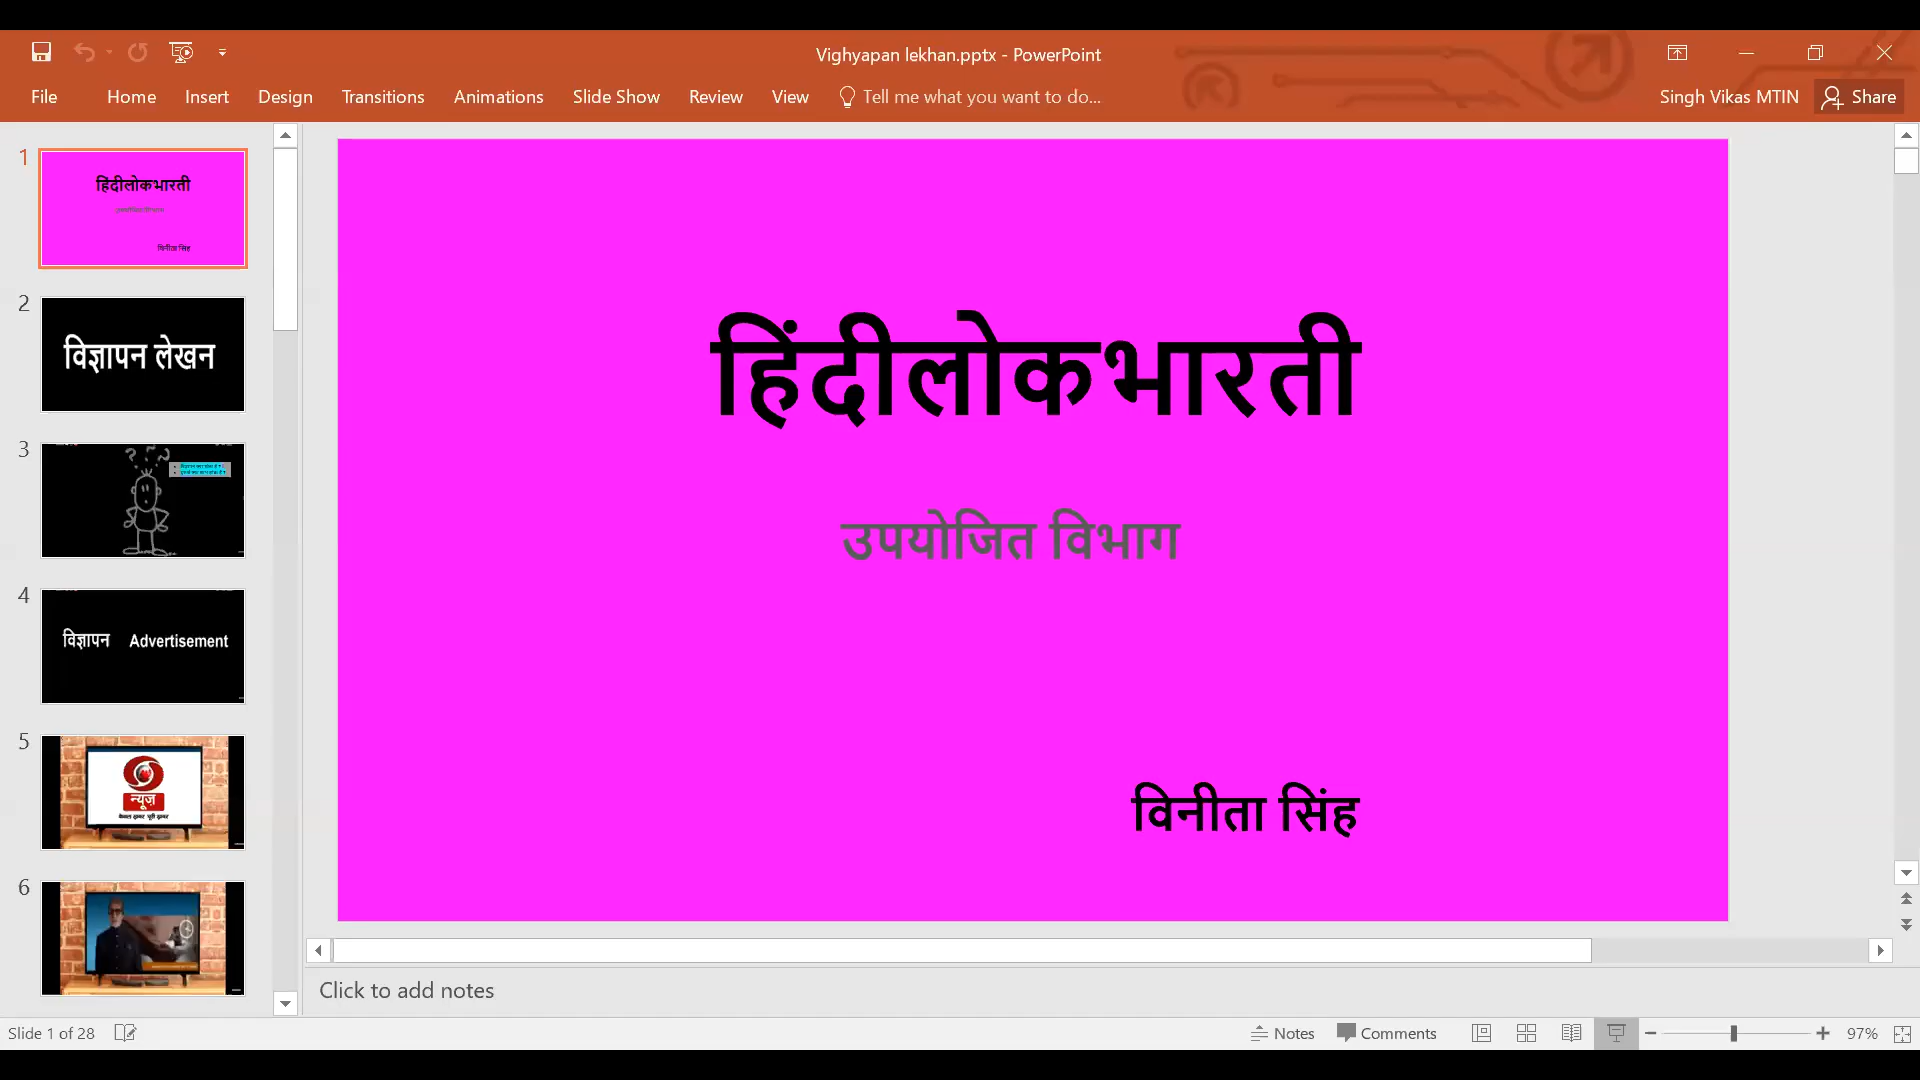 Vighyapan lekhan.pptx - PowerPoint
File Home Insert Design Transitions Animations Slide Show Review View Tell me what you want to do... Singh Vikas MTIN Share
1
हिंदीलोकभारती
उपयोजित विभाग
विनीता सिंह
2
विज्ञापन लेखन
3
4
विज्ञापन Advertisement
5
न्यूज
6
हिंदीलोकभारती
उपयोजित विभाग
विनीता सिंह
Click to add notes
Slide 1 of 28 Notes Comments 97%